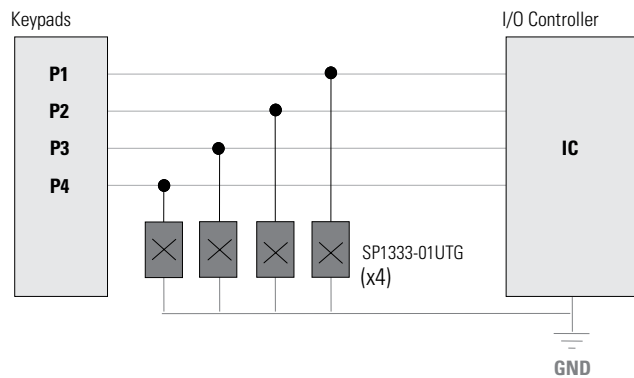 Keypads
I/O Controller
P1
P2
P3
P4
IC
SP1333-01UTG
(x4)
GND